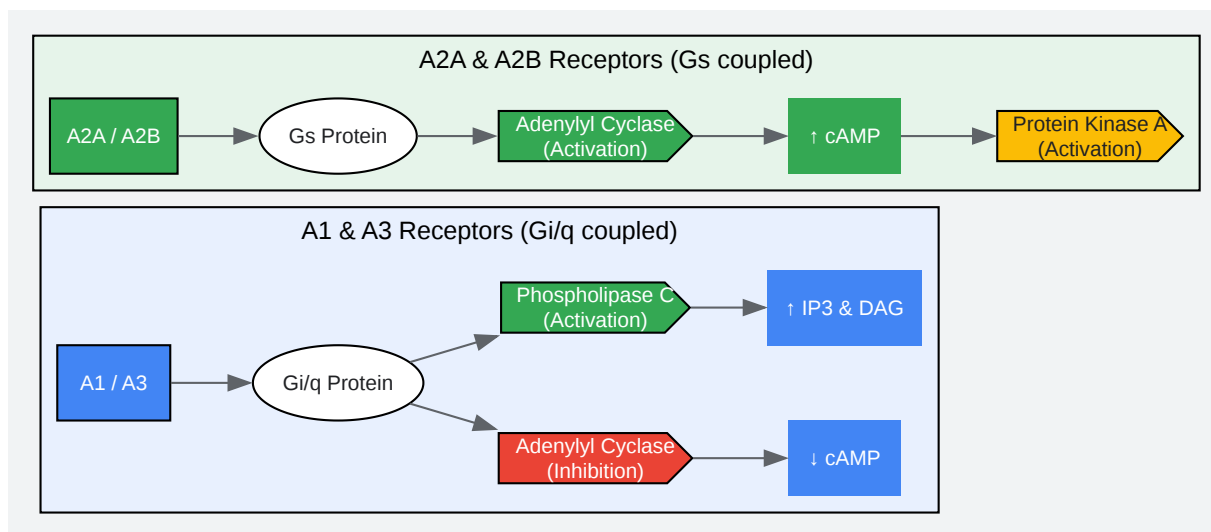 A2A & A2B Receptors (Gs coupled)
A2A / A2B
Gs Protein
Adenylyl Cyclase
(Activation)
↑ cAMP
Protein Kinase A
(Activation)
A1 & A3 Receptors (Gi/q coupled)
A1 / A3
Gi/q Protein
Phospholipase C
(Activation)
↑ IP3 & DAG
Adenylyl Cyclase
(Inhibition)
↓ cAMP